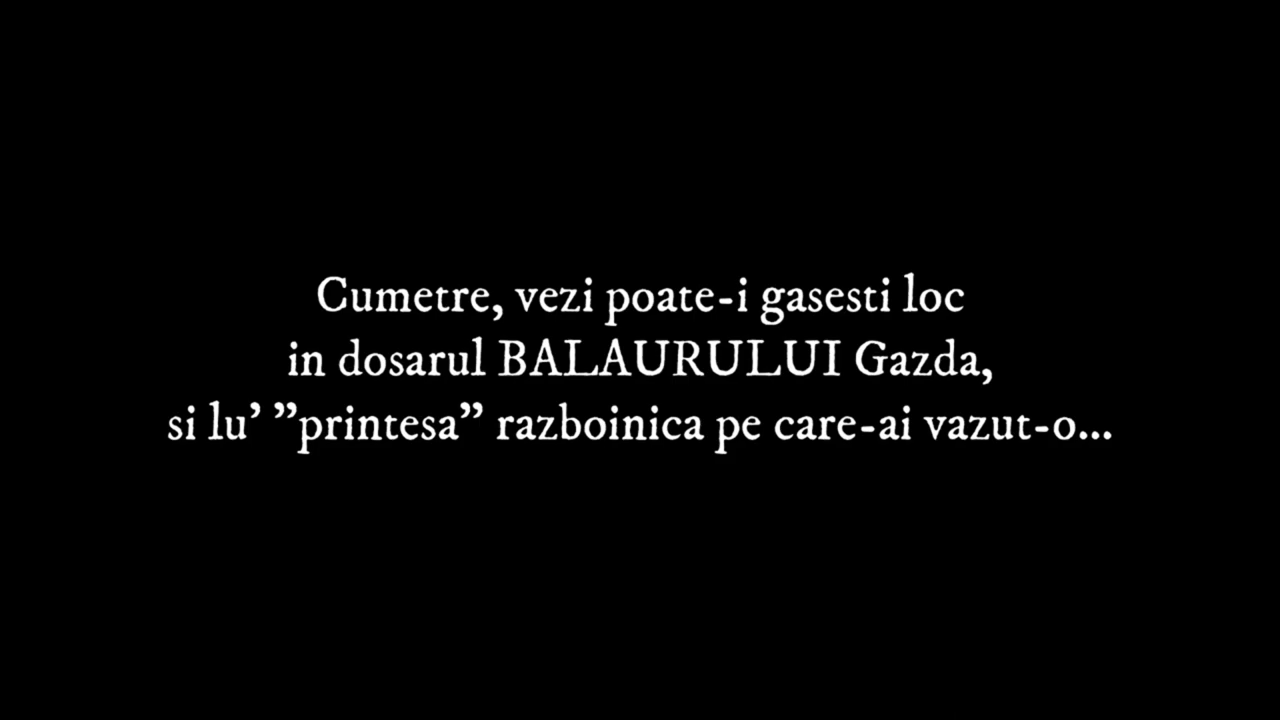 Cumetre, vezi poate-i gasesti loc
in dosarul BALAURULUI Gazda,
si lu’ ”printesa” razboinica pe care-ai vazut-o...